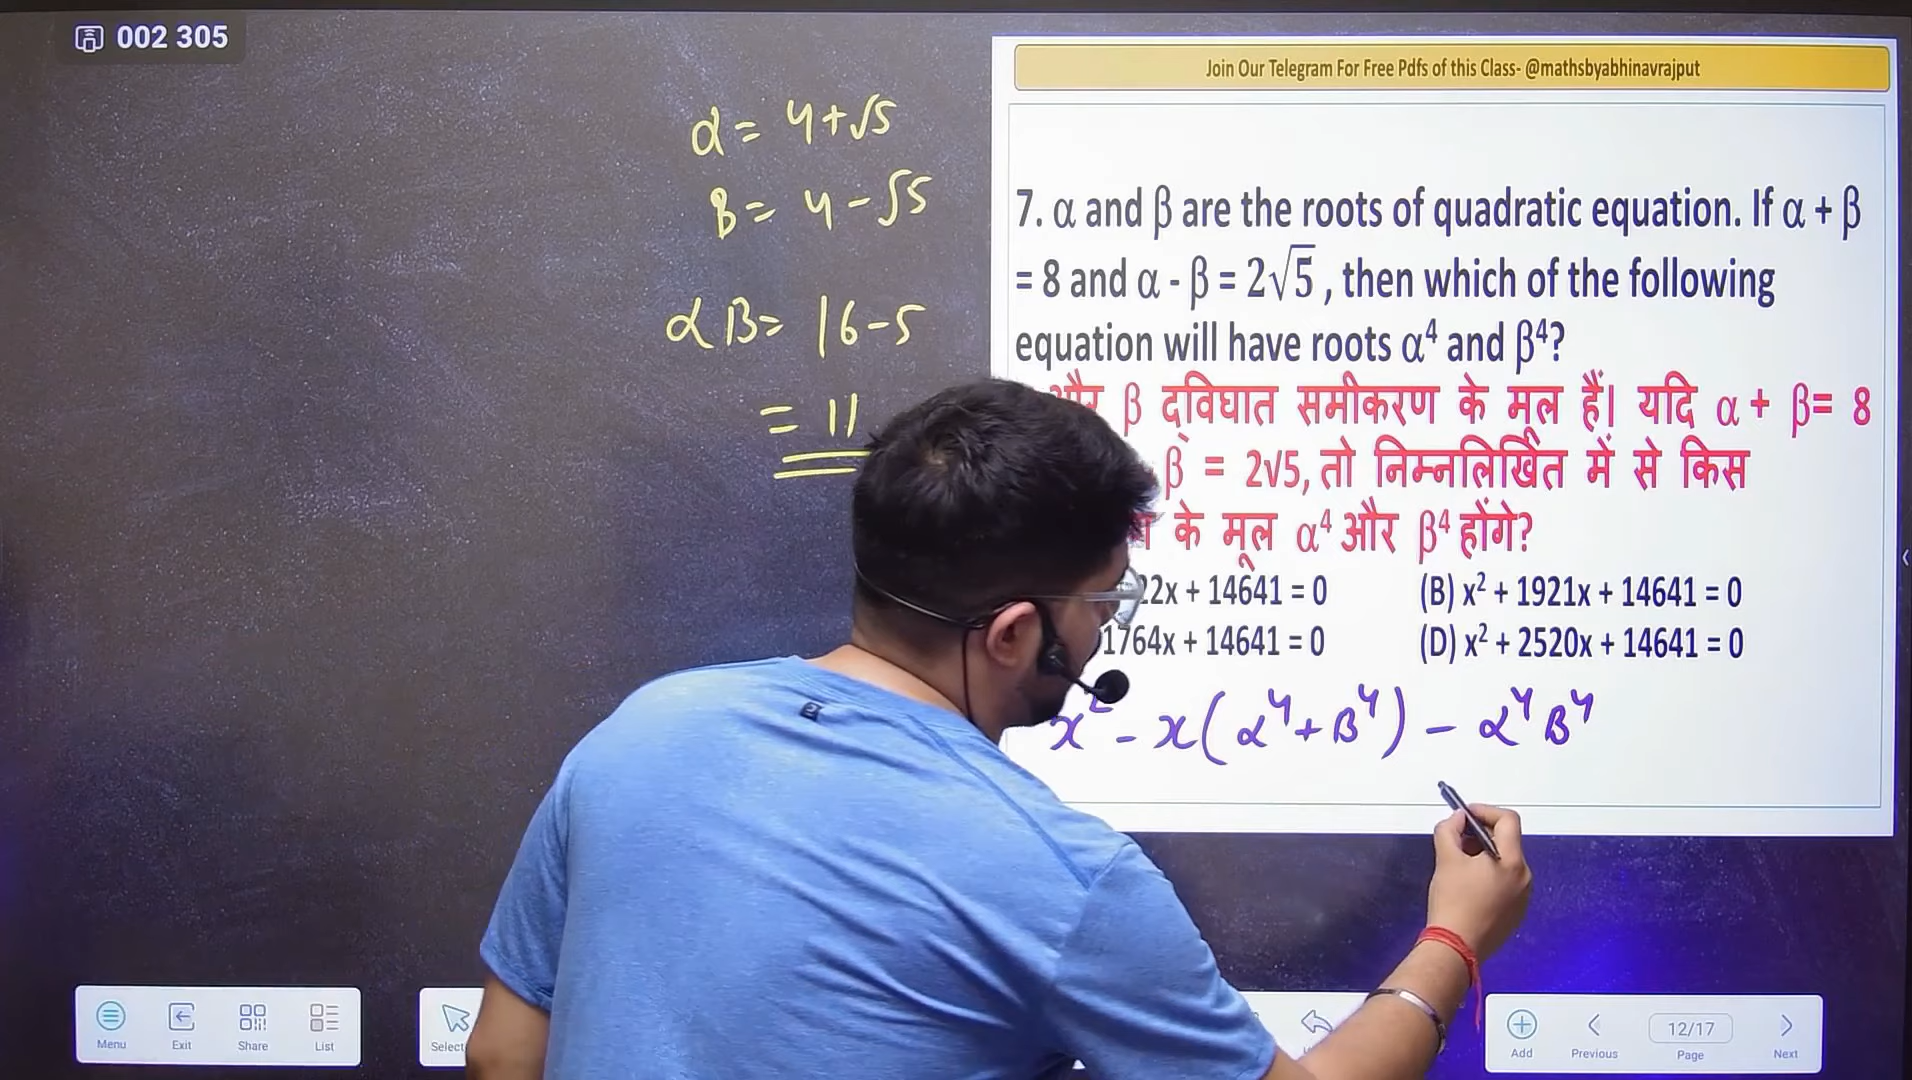 002 305
Join Our Telegram For Free Pdfs of this Class- @mathsbyabhinavrajput
α = 4+√5
β = 4-√5
αβ = 16-5
= 11
7. α and β are the roots of quadratic equation. If α + β
= 8 and α - β = 2√5 , then which of the following
equation will have roots α⁴ and β⁴?
और β द्विघात समीकरण के मूल हैं| यदि α + β= 8
β = 2√5, तो निम्नलिखित में से किस
के मूल α⁴ और β⁴ होंगे?
22x + 14641 = 0 (B) x² + 1921x + 14641 = 0
1764x + 14641 = 0 (D) x² + 2520x + 14641 = 0
x² - x(α⁴+β⁴) - α⁴β⁴
Menu Exit Share List Select Add Previous 12/17 Page Next